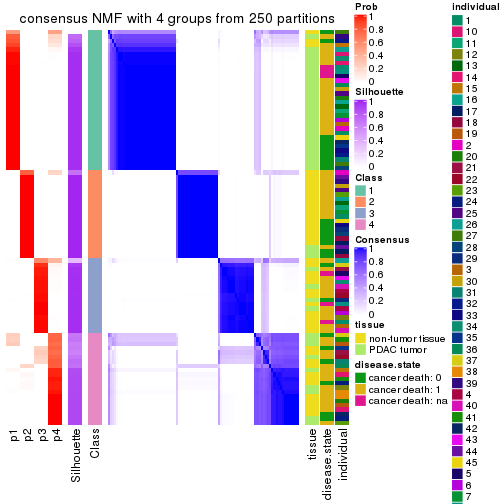 consensus NMF with 4 groups from 250 partitions
p1
p2
p3
p4
Silhouette
Class
tissue
disease.state
individual
Prob
1
0.8
0.6
0.4
0.2
0
Silhouette
1
0.8
0.6
0.4
0.2
0
Class
1
2
3
4
Consensus
1
0.8
0.6
0.4
0.2
0
tissue
non-tumor tissue
PDAC tumor
disease.state
cancer death: 0
cancer death: 1
cancer death: na
individual
1
10
11
12
13
14
15
16
17
18
19
2
20
21
22
23
24
25
26
27
28
29
3
30
31
32
33
34
35
36
37
38
39
4
40
41
42
43
44
45
5
6
7